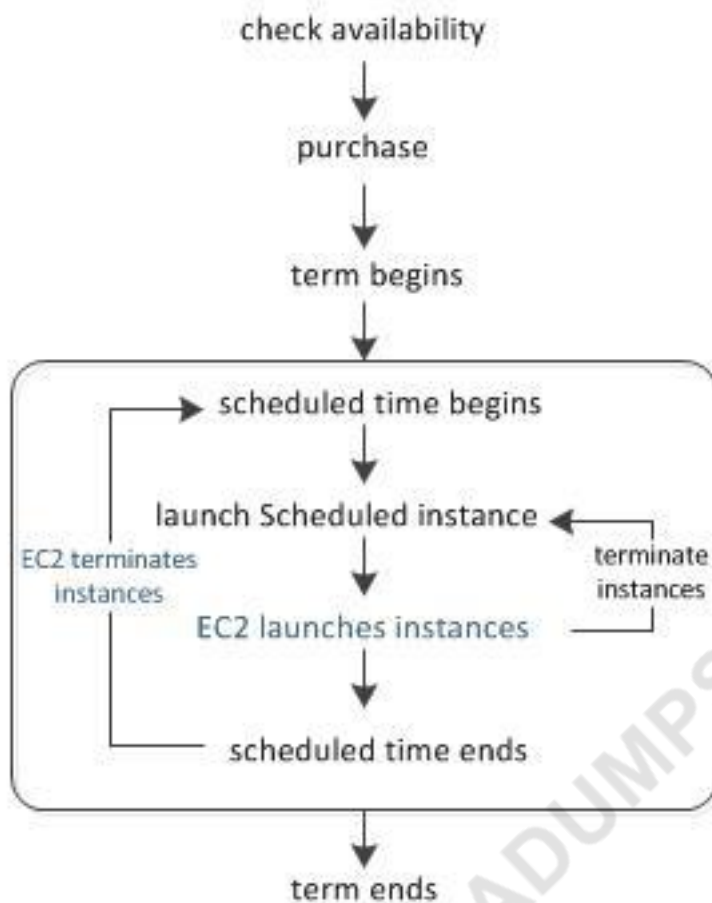 check availability
purchase
term begins
scheduled time begins
launch Scheduled instance
EC2 terminates
instances
terminate
instances
EC2 launches instances
scheduled time ends
term ends
ADUMPS